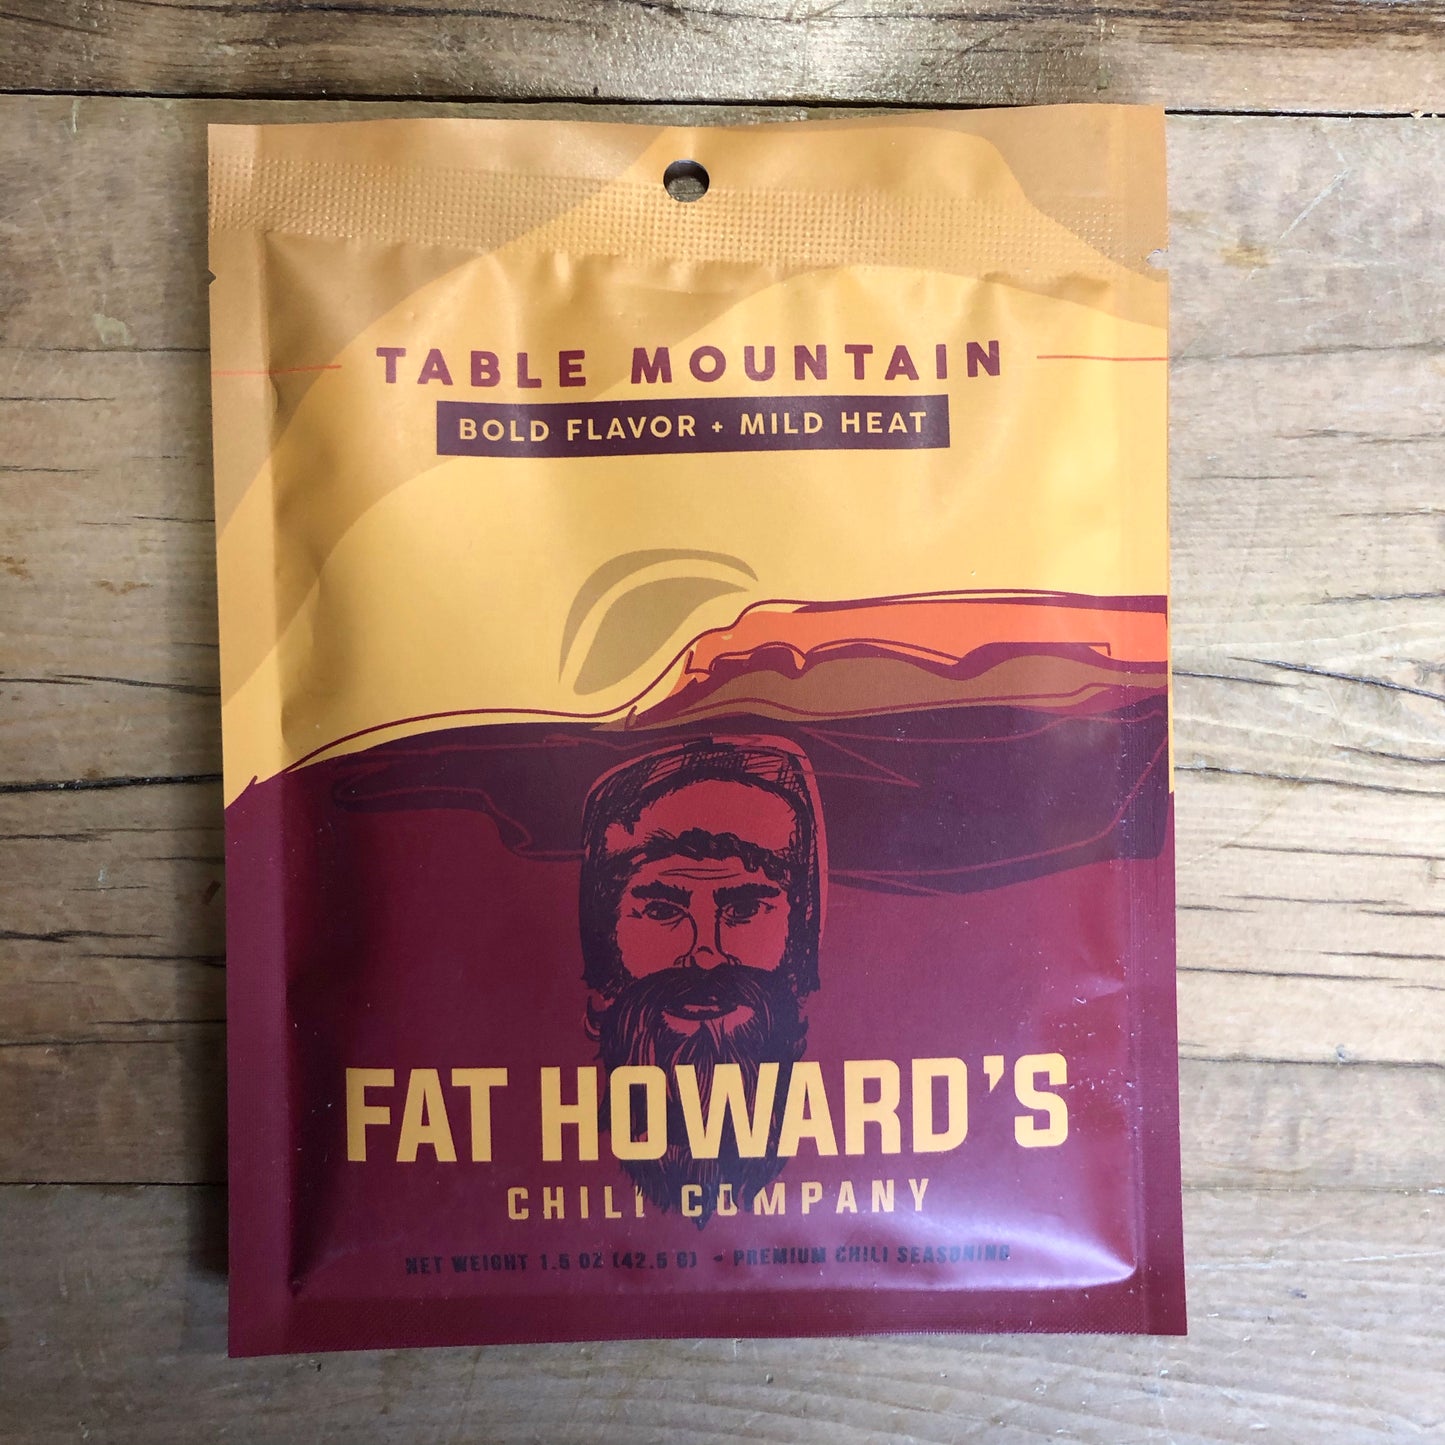 TABLE MOUNTAIN
BOLD FLAVOR + MILD HEAT
FAT HOWARD'S
CHILI COMPANY
NET WEIGHT 1.5 OZ (42.5 G) - PREMIUM CHILI SEASONING